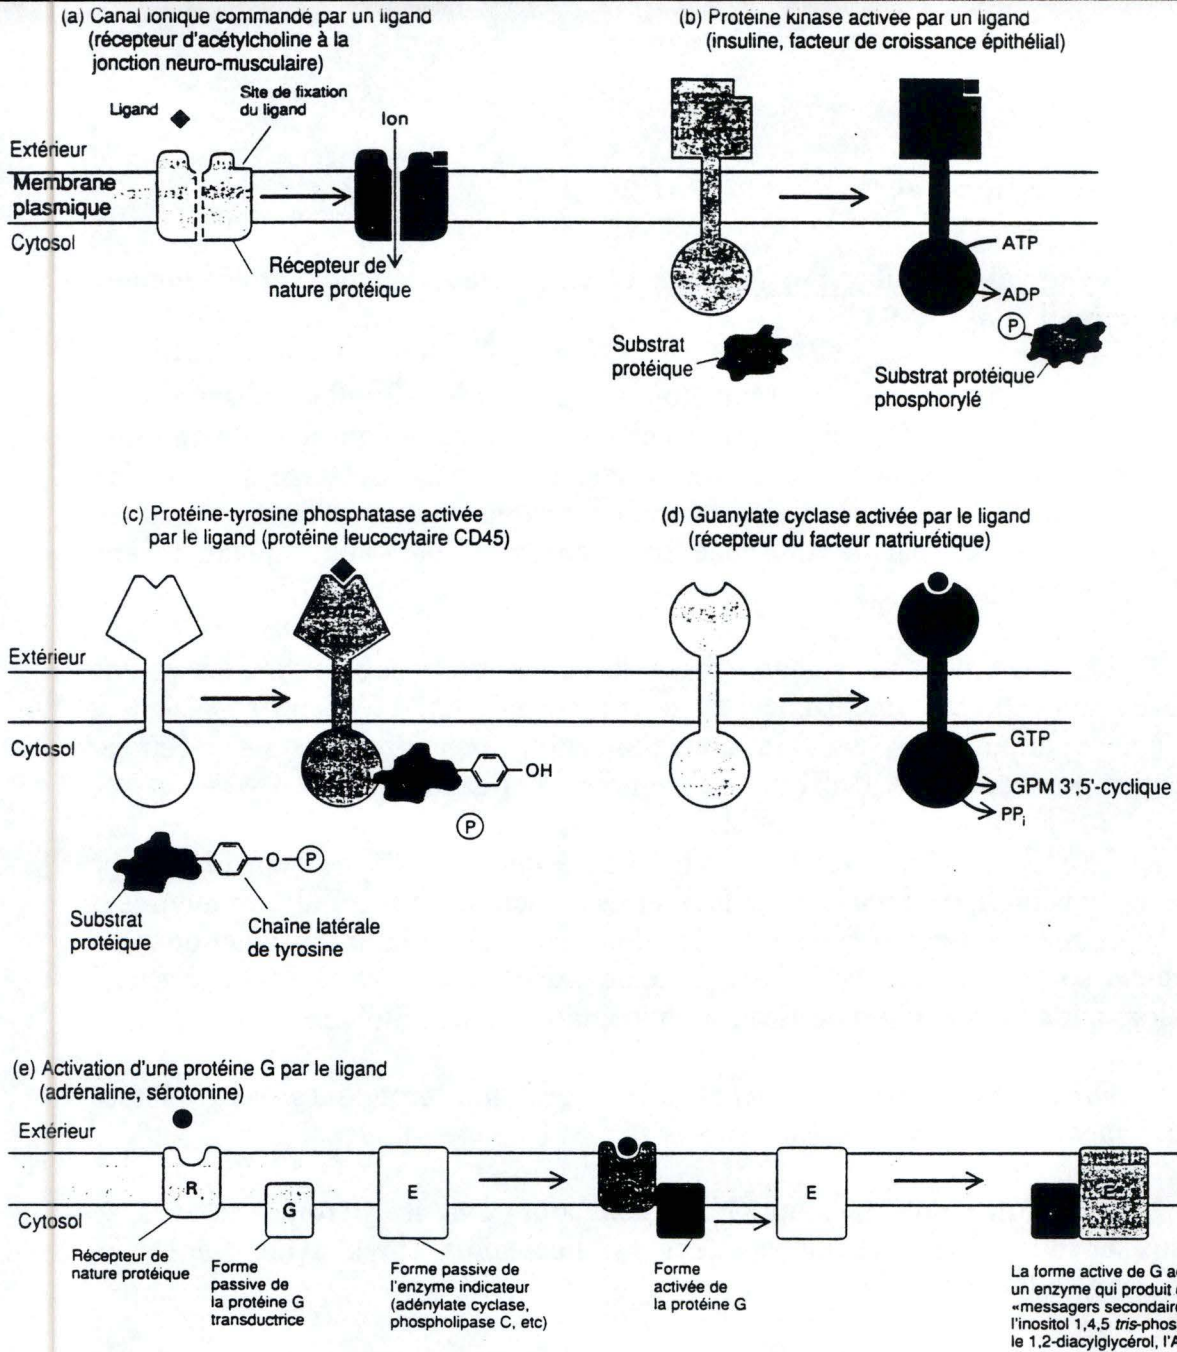 (a) Canal ionique commandé par un ligand
(récepteur d'acétylcholine à la
jonction neuro-musculaire)
Ligand
Site de fixation
du ligand
Ion
Extérieur
Membrane
plasmique
Cytosol
Récepteur de
nature protéique
(b) Protéine kinase activée par un ligand
(insuline, facteur de croissance épithélial)
ATP
ADP
P
Substrat
protéique
Substrat protéique
phosphorylé
(c) Protéine-tyrosine phosphatase activée
par le ligand (protéine leucocytaire CD45)
Extérieur
Cytosol
OH
P
O
P
Substrat
protéique
Chaîne latérale
de tyrosine
(d) Guanylate cyclase activée par le ligand
(récepteur du facteur natriurétique)
GTP
GPM 3',5'-cyclique
PPi
(e) Activation d'une protéine G par le ligand
(adrénaline, sérotonine)
Extérieur
R
G
E
E
E
Cytosol
Récepteur de
nature protéique
Forme
passive de
la protéine G
transductrice
Forme passive de
l'enzyme indicateur
(adénylate cyclase,
phospholipase C, etc)
Forme
activée de
la protéine G
La forme active de G
un enzyme qui produit
«messagers
l'inositol 1,4,5
le 1,2-diacylglycérol,